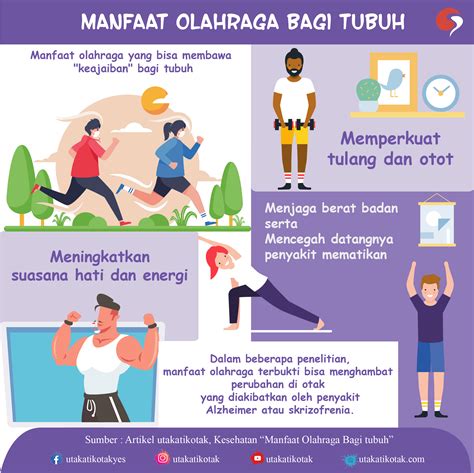 MANFAAT OLAHRAGA BAGI TUBUH
Manfaat olahraga yang bisa membawa
"keajaiban" bagi tubuh
Memperkuat
tulang dan otot
Menjaga berat badan
serta
Mencegah datangnya
penyakit mematikan
Meningkatkan
suasana hati dan energi
Dalam beberapa penelitian,
manfaat olahraga terbukti bisa menghambat
perubahan di otak
yang diakibatkan oleh penyakit
Alzheimer atau skrizofrenia.
Sumber : Artikel utakatikotak, Kesehatan “Manfaat Olahraga Bagi tubuh”
utakatikotakyes
utakatikotak
utakatikotak
utakatikotak.com